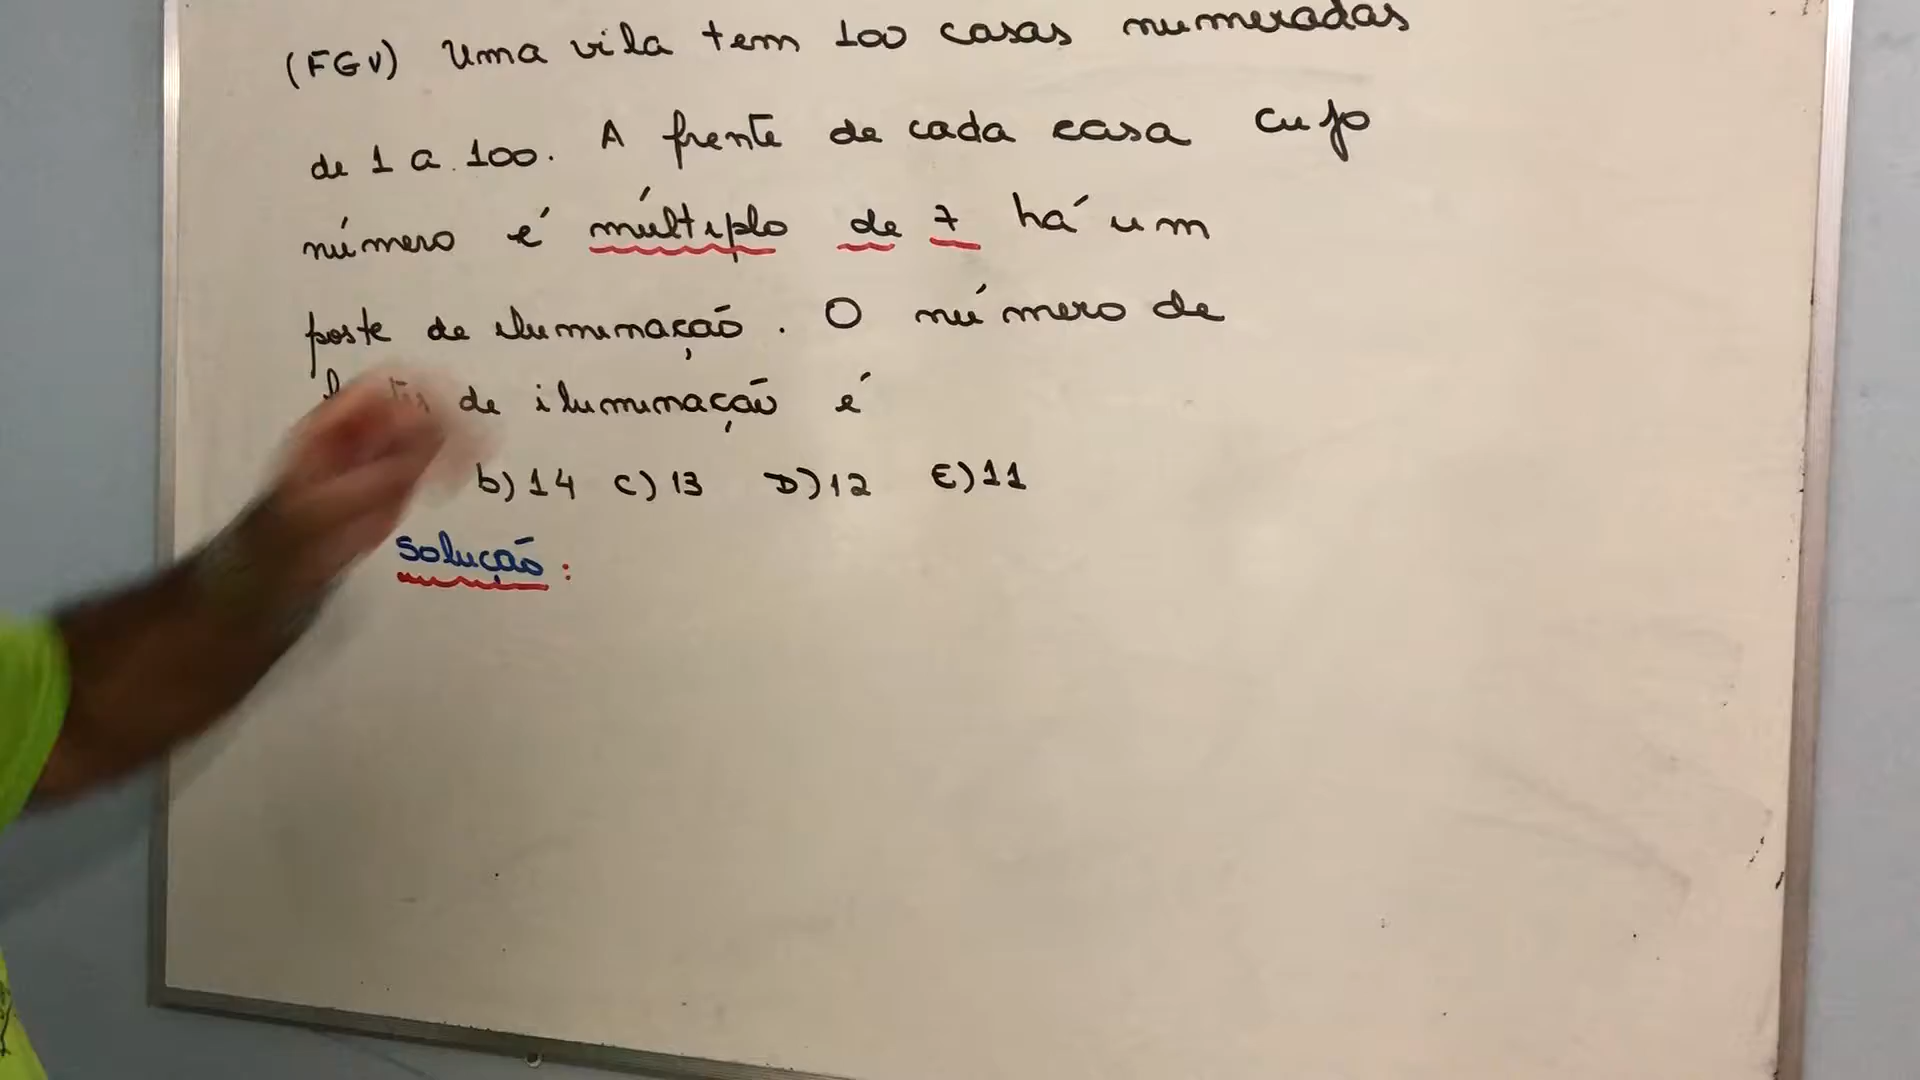 (FGV) Uma vila tem 100 casas numeradas
de 1 a 100. A frente de cada casa cujo
número é múltiplo de 7 há um
poste de iluminação. O número de
de iluminação é
b) 14 c) 13 D) 12 E) 11
Solução: